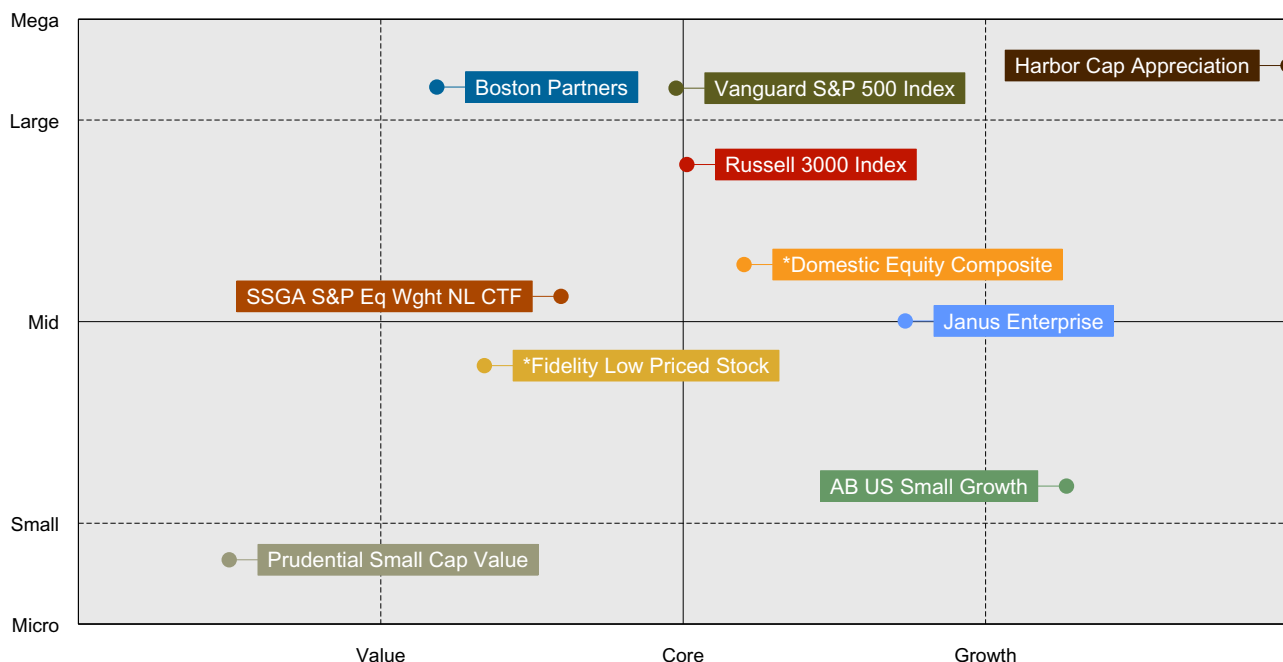 Mega
Harbor Cap Appreciation
Boston Partners
Vanguard S&P 500 Index
Large
Russell 3000 Index
*Domestic Equity Composite
SSGA S&P Eq Wght NL CTF
Mid
Janus Enterprise
*Fidelity Low Priced Stock
AB US Small Growth
Small
Prudential Small Cap Value
Micro
Value
Core
Growth